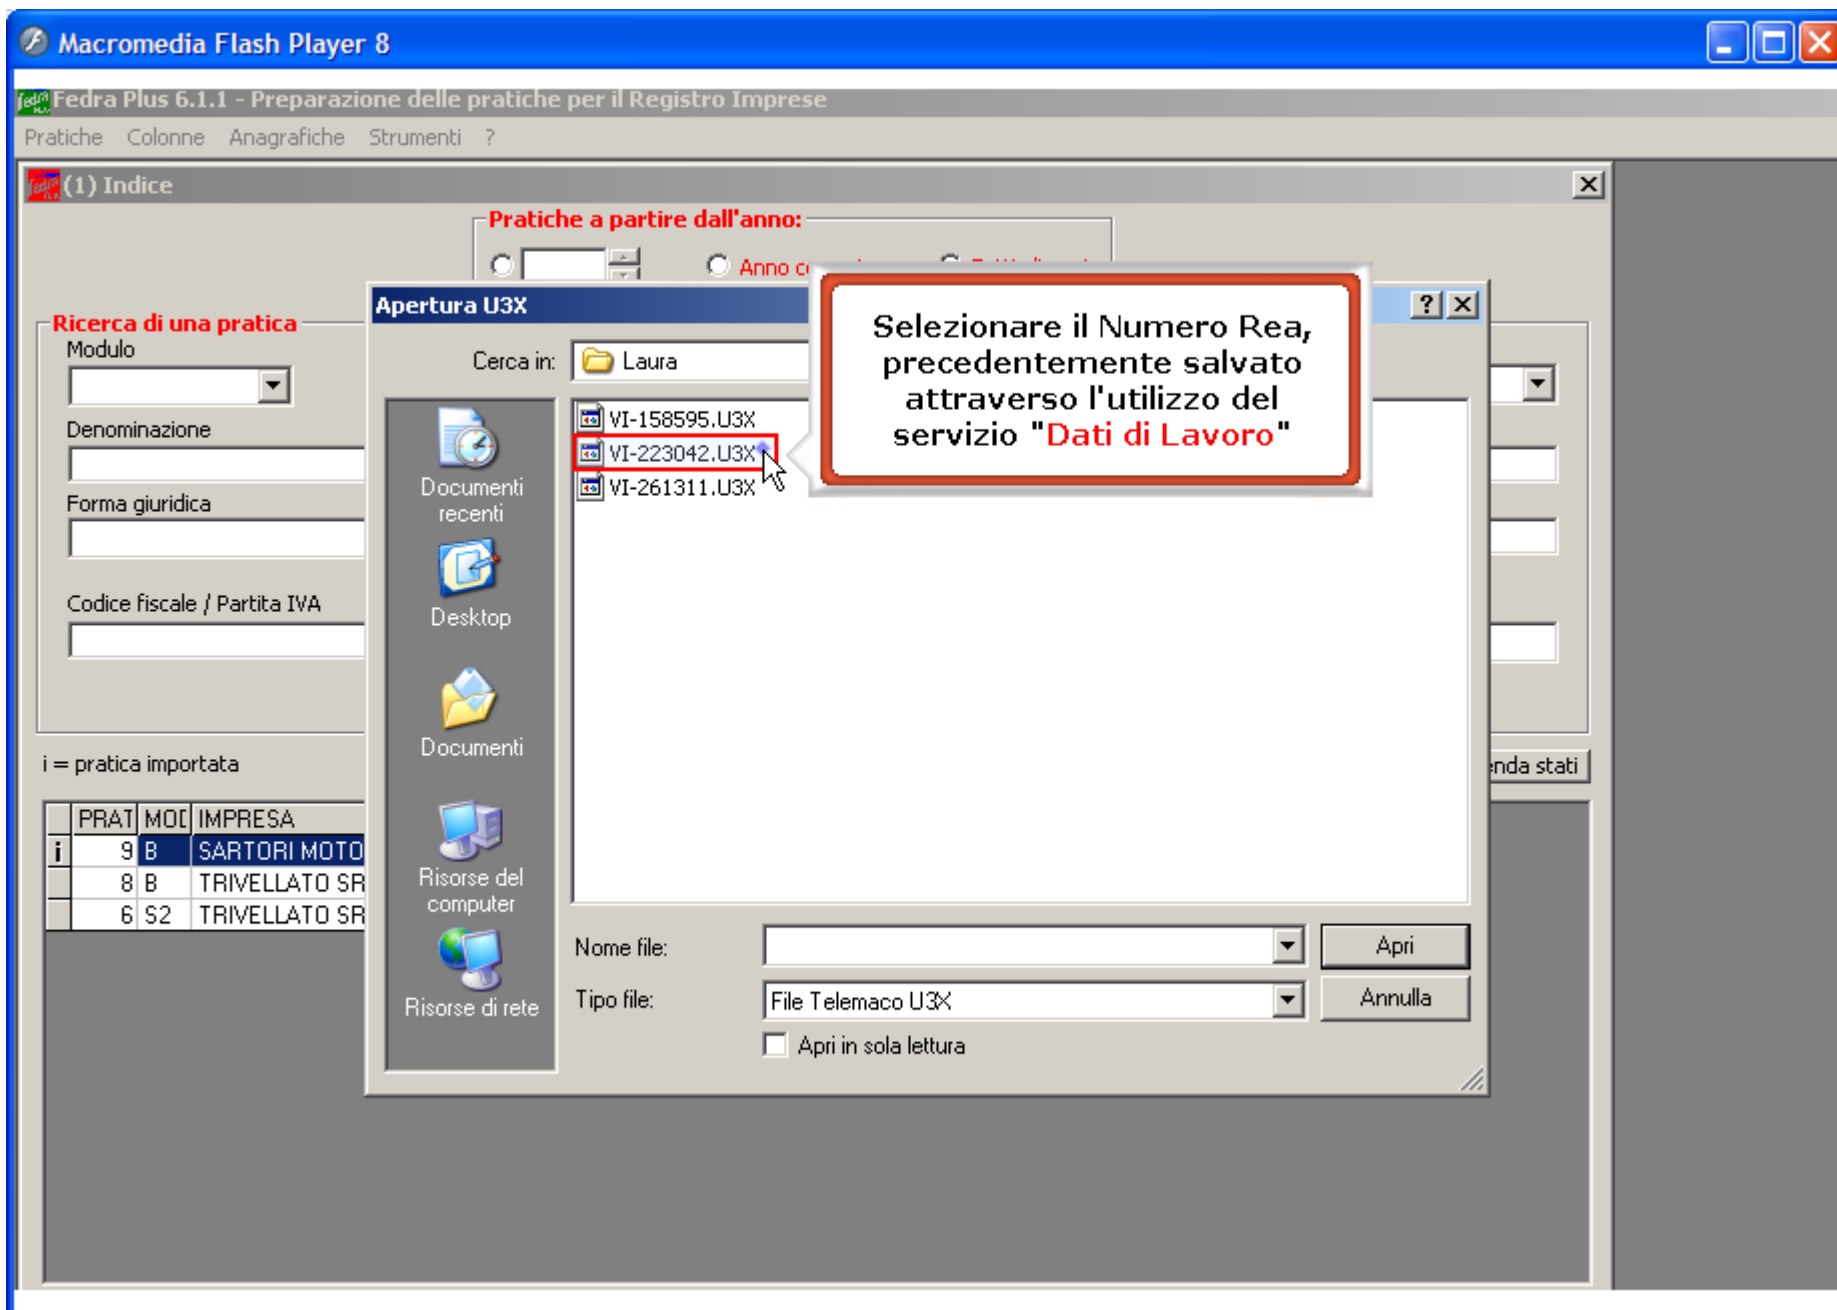 Macromedia Flash Player 8
Fedra Plus 6.1.1 - Preparazione delle pratiche per il Registro Imprese
Pratiche Colonne Anagrafiche Strumenti ?
(1) Indice
Pratiche a partire dall'anno:
Anno
Ricerca di una pratica
Modulo
Denominazione
Forma giuridica
Codice fiscale / Partita IVA
Apertura U3X
Cerca in: Laura
VI-158595.U3X
VI-223042.U3X
VI-261311.U3X
Selezionare il Numero Rea,
precedentemente salvato
attraverso l'utilizzo del
servizio "Dati di Lavoro"
Documenti
recenti
Desktop
Documenti
Risorse del
computer
Risorse di rete
Nome file: Apri
Tipo file: File Telemaco U3X Annulla
Apri in sola lettura
i = pratica importata
enda stati
PRAT MOD IMPRESA
i 9 B SARTORI MOTO
8 B TRIVELLATO SR
6 S2 TRIVELLATO SR